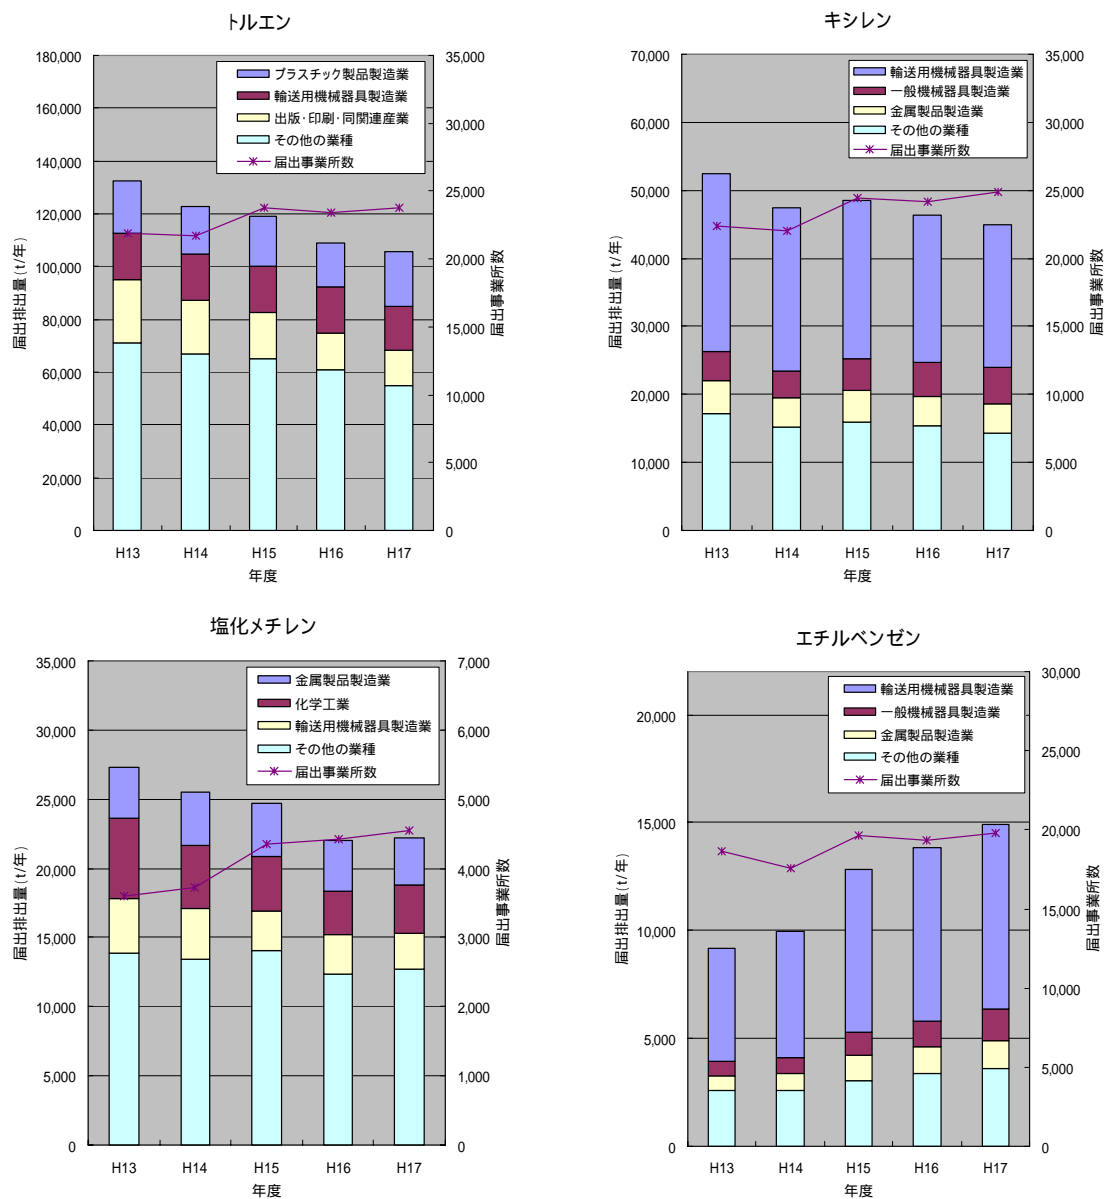 トルエン
180,000
160,000
140,000
120,000
100,000
80,000
60,000
40,000
20,000
0
届出排出量(t/年)
プラスチック製品製造業
輸送用機械器具製造業
出版・印刷・同関連産業
その他の業種
届出事業所数
35,000
30,000
25,000
20,000
15,000
10,000
5,000
0
届出事業所数
H13 H14 H15 H16 H17
年度
キシレン
70,000
60,000
50,000
40,000
30,000
20,000
10,000
0
届出排出量(t/年)
輸送用機械器具製造業
一般機械器具製造業
金属製品製造業
その他の業種
届出事業所数
35,000
30,000
25,000
20,000
15,000
10,000
5,000
0
届出事業所数
H13 H14 H15 H16 H17
年度
塩化メチレン
35,000
30,000
25,000
20,000
15,000
10,000
5,000
0
届出排出量(t/年)
金属製品製造業
化学工業
輸送用機械器具製造業
その他の業種
届出事業所数
7,000
6,000
5,000
4,000
3,000
2,000
1,000
0
届出事業所数
H13 H14 H15 H16 H17
年度
エチルベンゼン
20,000
15,000
10,000
5,000
0
届出排出量(t/年)
輸送用機械器具製造業
一般機械器具製造業
金属製品製造業
その他の業種
届出事業所数
30,000
25,000
20,000
15,000
10,000
5,000
0
届出事業所数
H13 H14 H15 H16 H17
年度